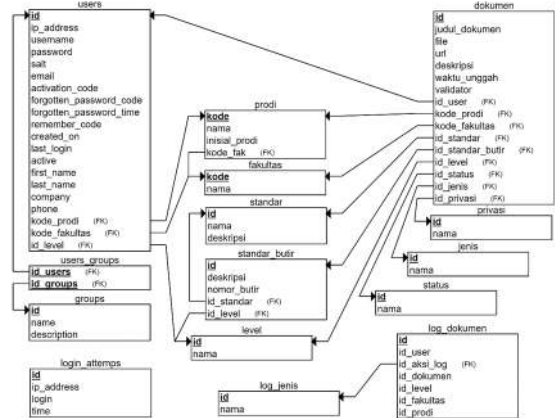 users
id
ip_address
username
password
salt
email
activation_code
forgotten_password_code
forgotten_password_time
remember_code
created_on
last_login
active
first_name
last_name
company
phone
kode_prodi (FK)
kode_fakultas (FK)
id_level (FK)
users_groups
id_users (FK)
id_groups (FK)
groups
id
name
description
login_attemps
id
ip_address
login
time
prodi
kode
nama
inisial_prodi
kode_fak (FK)
fakultas
kode
nama
standar
id
nama
deskripsi
standar_butir
id
deskripsi
nomor_butir
id_standar (FK)
id_level (FK)
level
id
nama
log_jenis
id
nama
dokumen
id
judul_dokumen
file
url
deskripsi
waktu_unggah
validator
id_user (FK)
kode_prodi (FK)
kode_fakultas (FK)
id_standar (FK)
id_standar_butir (FK)
id_level (FK)
id_status (FK)
id_jenis (FK)
id_privasi (FK)
privasi
id
nama
jenis
id
nama
status
id
nama
log_dokumen
id
id_user
id_aksi_log (FK)
id_dokumen
id_level
id_fakultas
id_prodi